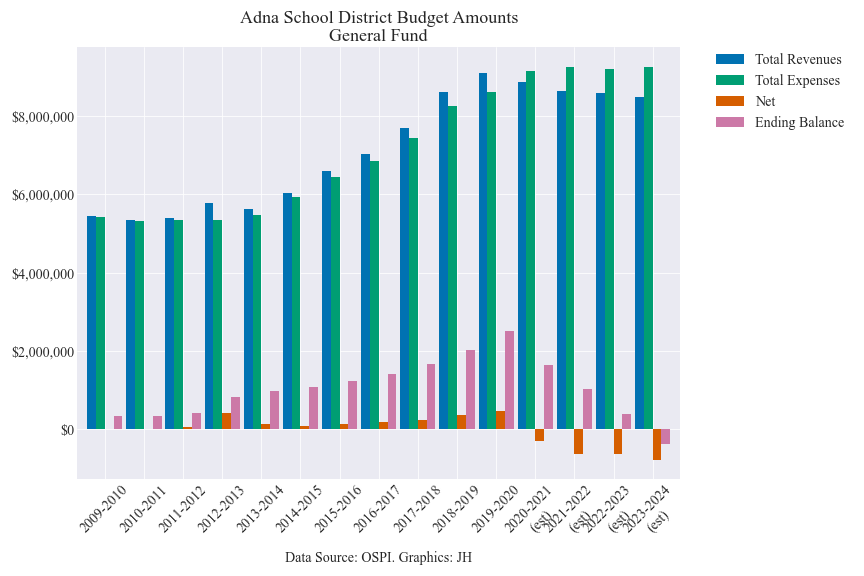 Adna School District Budget Amounts
General Fund
Total Revenues
Total Expenses
Net
Ending Balance
$8,000,000
$6,000,000
$4,000,000
$2,000,000
$0
2009-2010
2010-2011
2011-2012
2012-2013
2013-2014
2014-2015
2015-2016
2016-2017
2017-2018
2018-2019
2019-2020
2020-2021
(est)
2021-2022
(est)
2022-2023
(est)
2023-2024
(est)
Data Source: OSPI. Graphics: JH